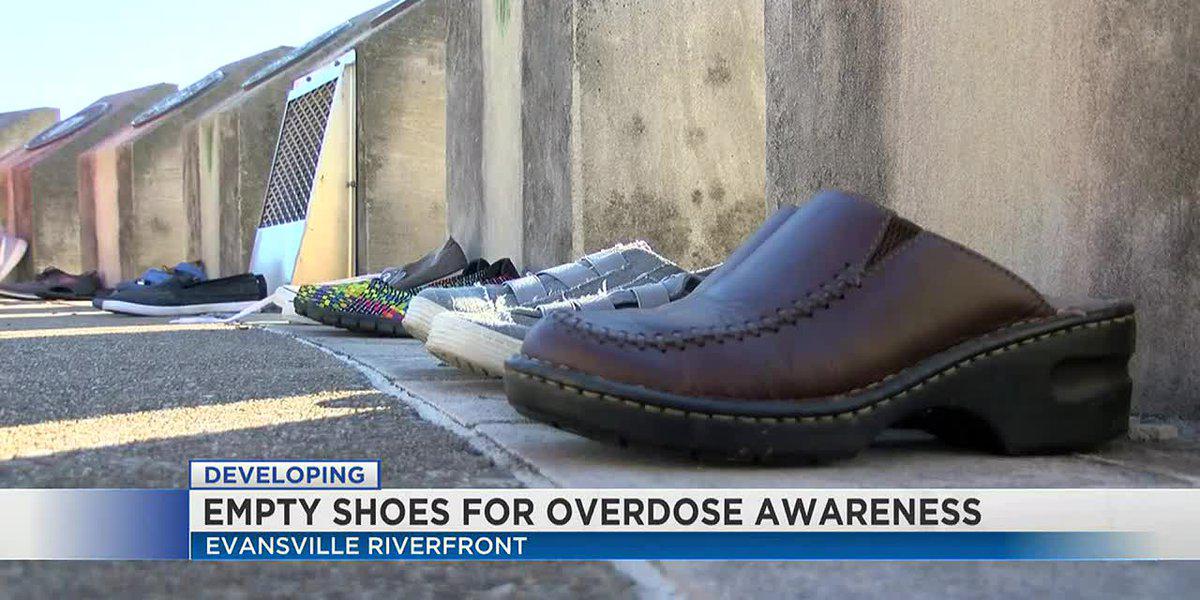 DEVELOPING
EMPTY SHOES FOR OVERDOSE AWARENESS
EVANSVILLE RIVERFRONT